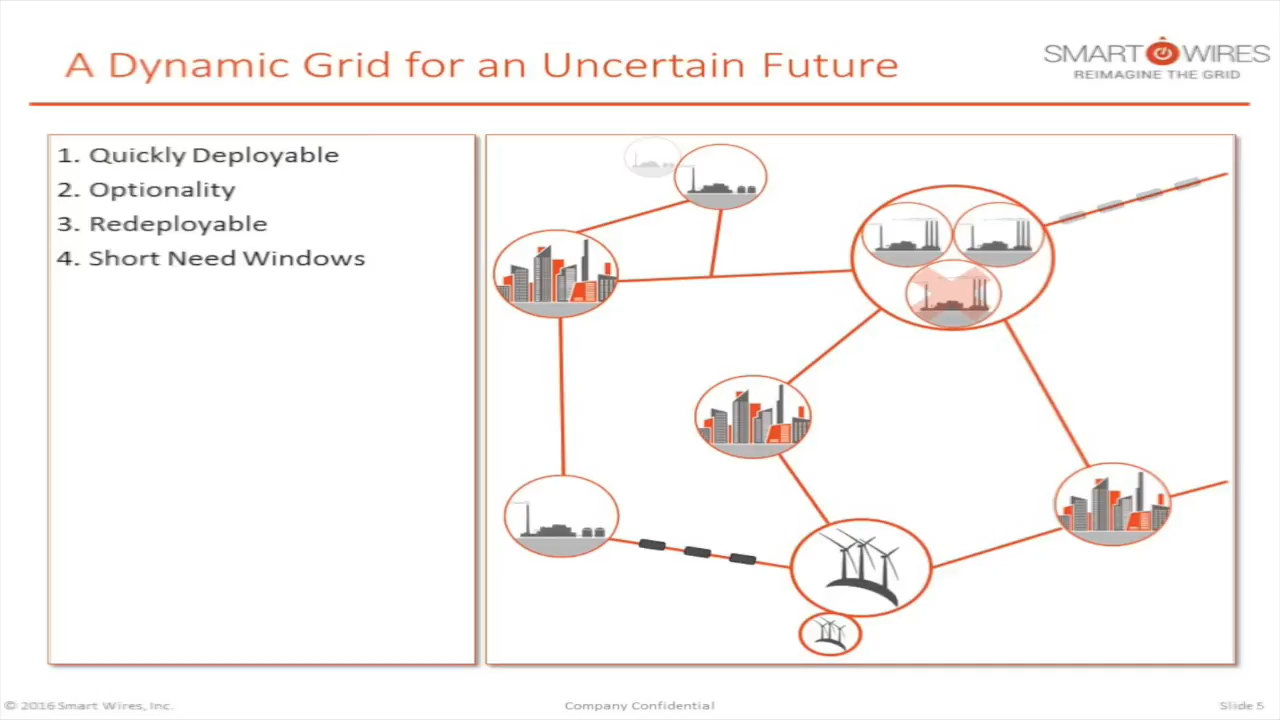 A Dynamic Grid for an Uncertain Future
SMART WIRES
REIMAGINE THE GRID
1. Quickly Deployable
2. Optionality
3. Redeployable
4. Short Need Windows
© 2016 Smart Wires, Inc.
Company Confidential
Slide 5